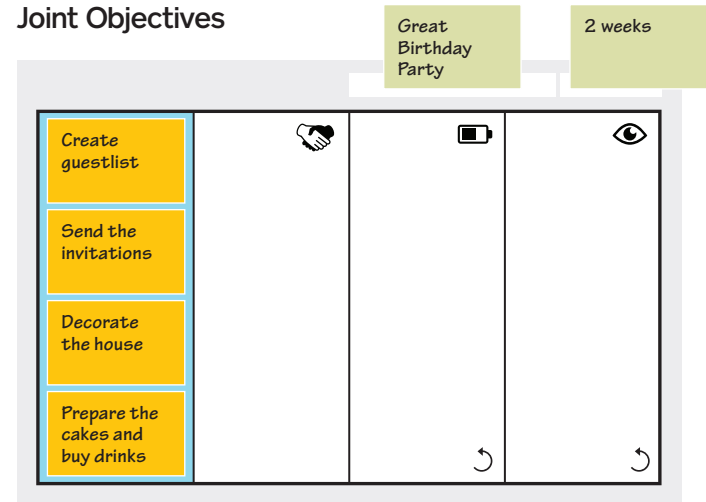 Joint Objectives
Great
Birthday
Party
2 weeks
Create
guestlist
Send the
invitations
Decorate
the house
Prepare the
cakes and
buy drinks